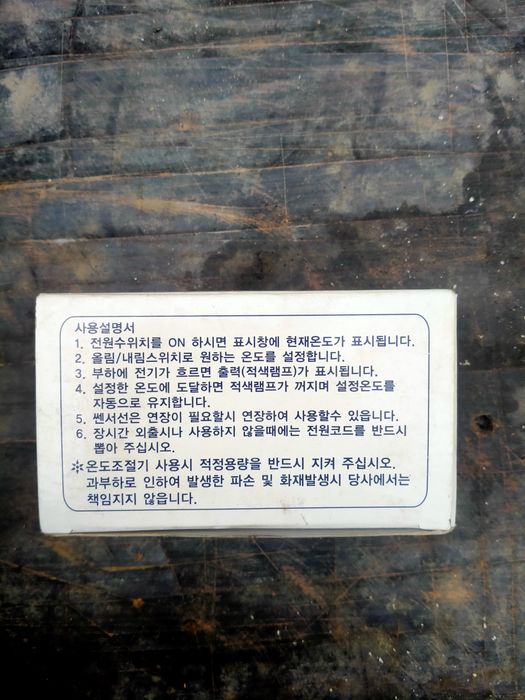 사용설명서
1. 전원수위치를 ON 하시면 표시창에 현재온도가 표시됩니다.
2. 올림/내림스위치로 원하는 온도를 설정합니다.
3. 부하에 전기가 흐르면 출력(적색램프)가 표시됩니다.
4. 설정한 온도에 도달하면 적색램프가 꺼지며 설정온도를
자동으로 유지합니다.
5. 쎈서선은 연장이 필요할시 연장하여 사용할수 있읍니다.
6. 장시간 외출시나 사용하지 않을때에는 전원코드를 반드시
뽑아 주십시오.
✻온도조절기 사용시 적정용량을 반드시 지켜 주십시오.
과부하로 인하여 발생한 파손 및 화재발생시 당사에서는
책임지지 않읍니다.